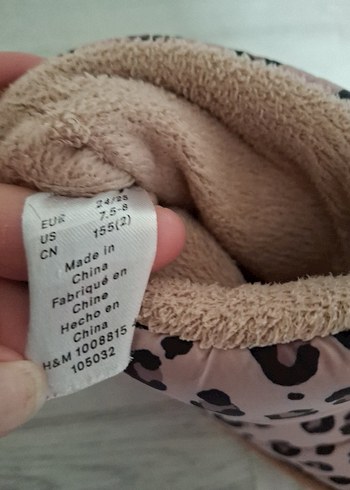 EUR 24/25
US 7.5-8
CN 155(2)
Made in
China
Fabriqué en
Chine
Hecho en
China
H&M 1008815
105032